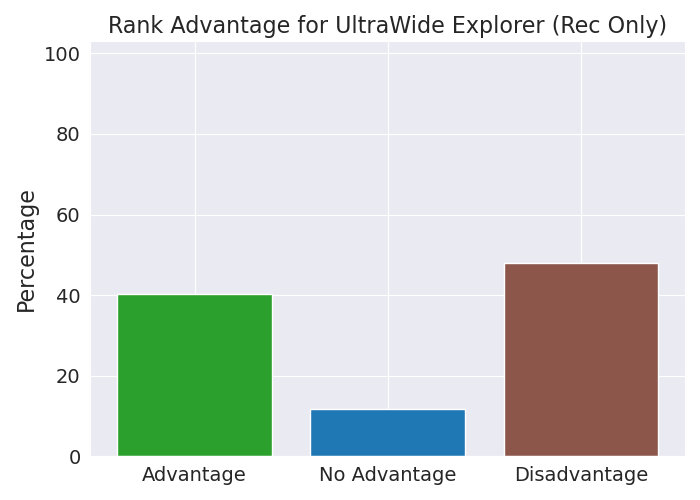 Rank Advantage for UltraWide Explorer (Rec Only)
100
80
60
40
20
0
Percentage
Advantage
No Advantage
Disadvantage